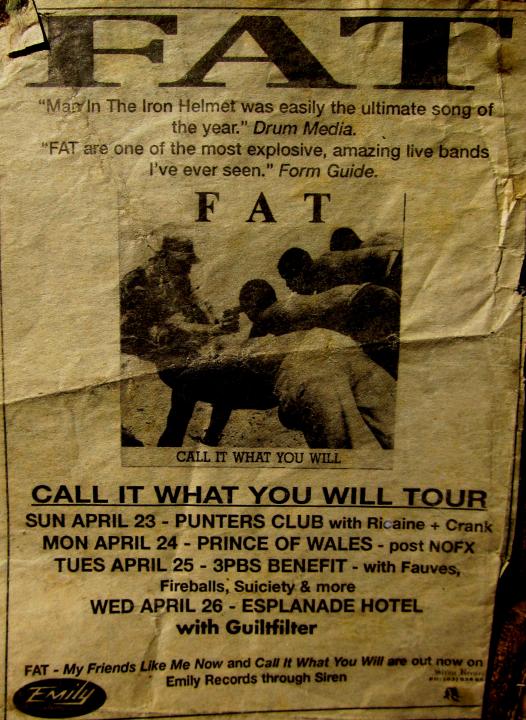 FAT
"Man In The Iron Helmet was easily the ultimate song of
the year." Drum Media.
"FAT are one of the most explosive, amazing live bands
I've ever seen." Form Guide.
FAT
CALL IT WHAT YOU WILL
CALL IT WHAT YOU WILL TOUR
SUN APRIL 23 - PUNTERS CLUB with Ricaine + Crank
MON APRIL 24 - PRINCE OF WALES - post NOFX
TUES APRIL 25 - 3PBS BENEFIT - with Fauves,
Fireballs, Suiciety & more
WED APRIL 26 - ESPLANADE HOTEL
with Guiltfilter
FAT - My Friends Like Me Now and Call It What You Will are out now on
Emily Records through Siren
Emily